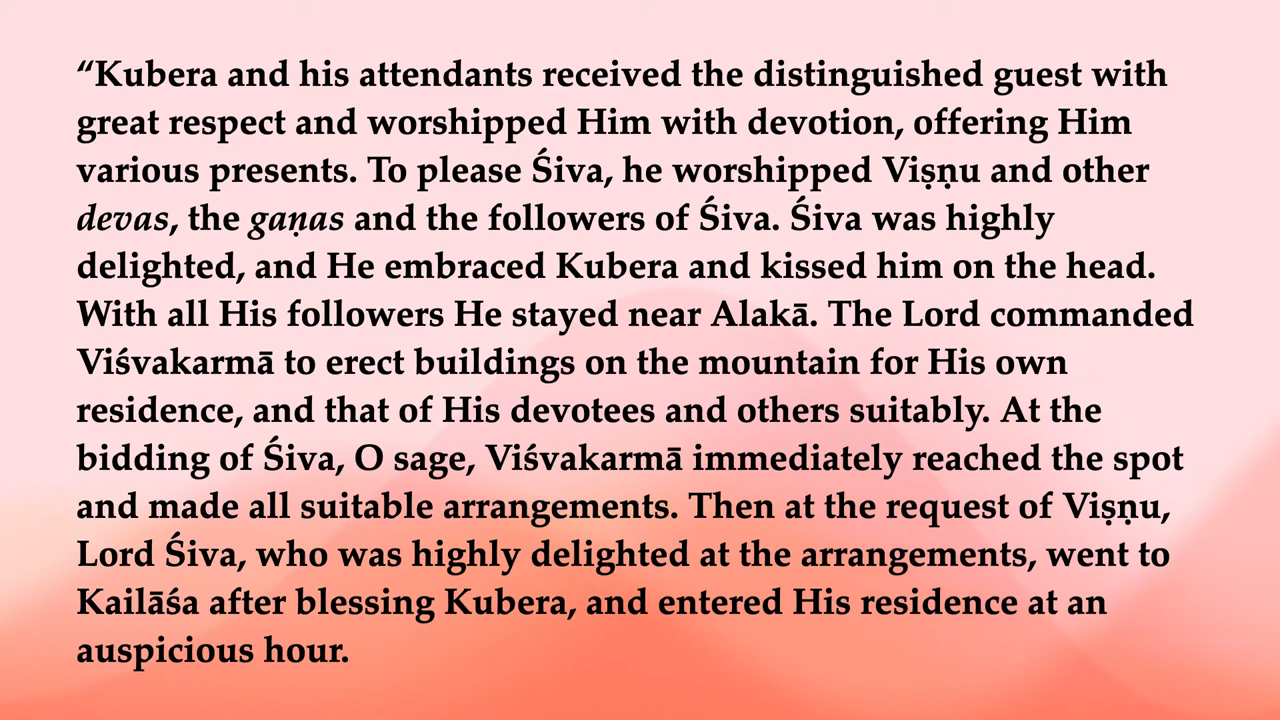 “Kubera and his attendants received the distinguished guest with
great respect and worshipped Him with devotion, offering Him
various presents. To please Śiva, he worshipped Viṣṇu and other
devas, the gaṇas and the followers of Śiva. Śiva was highly
delighted, and He embraced Kubera and kissed him on the head.
With all His followers He stayed near Alakā. The Lord commanded
Viśvakarmā to erect buildings on the mountain for His own
residence, and that of His devotees and others suitably. At the
bidding of Śiva, O sage, Viśvakarmā immediately reached the spot
and made all suitable arrangements. Then at the request of Viṣṇu,
Lord Śiva, who was highly delighted at the arrangements, went to
Kailāśa after blessing Kubera, and entered His residence at an
auspicious hour.